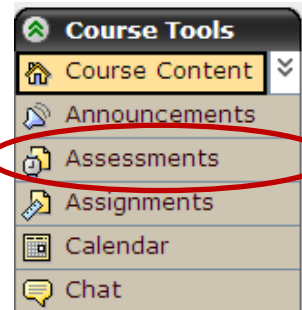 Course Tools
Course Content
Announcements
Assessments
Assignments
Calendar
Chat